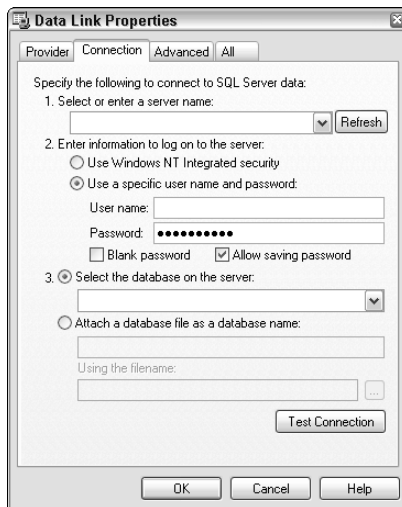 Data Link Properties
Provider Connection Advanced All
Specify the following to connect to SQL Server data:
1. Select or enter a server name:
Refresh
2. Enter information to log on to the server:
Use Windows NT Integrated security
Use a specific user name and password:
User name:
Password: ••••••••••
Blank password Allow saving password
3. Select the database on the server:
Attach a database file as a database name:
Using the filename:
...
Test Connection
OK Cancel Help